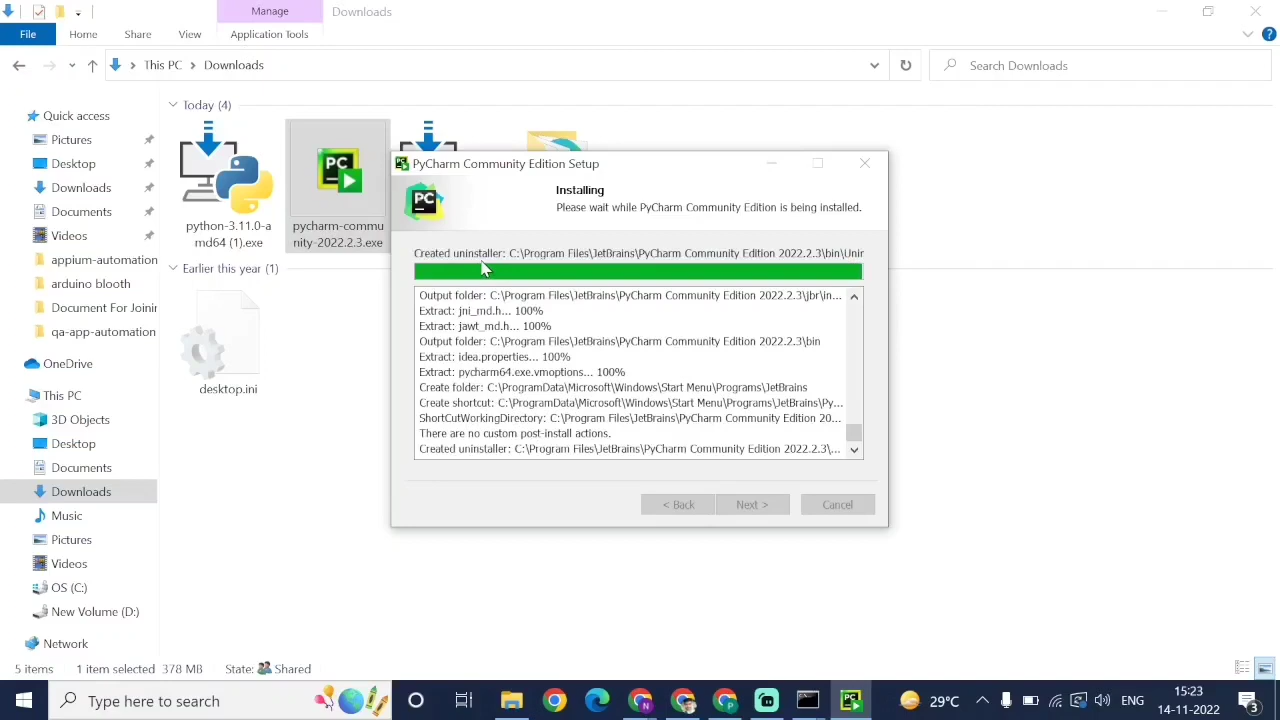 Manage
Downloads
File
Home
Share
View
Application Tools
This PC
Downloads
Search Downloads
Quick access
Pictures
Desktop
Downloads
Documents
Videos
appium-automation
arduino blooth
Document For Joinin
qa-app-automation
OneDrive
This PC
3D Objects
Desktop
Documents
Downloads
Music
Pictures
Videos
OS (C:)
New Volume (D:)
Network
Today (4)
python-3.11.0-a
md64 (1).exe
PC
pycharm-commu
nity-2022.2.3.exe
Earlier this year (1)
desktop.ini
PC
PyCharm Community Edition Setup
PC
Installing
Please wait while PyCharm Community Edition is being installed.
Created uninstaller: C:\Program Files\JetBrains\PyCharm Community Edition 2022.2.3\bin\Unir
Output folder: C:\Program Files\JetBrains\PyCharm Community Edition 2022.2.3\jbr\in...
Extract: jni_md.h... 100%
Extract: jawt_md.h... 100%
Output folder: C:\Program Files\JetBrains\PyCharm Community Edition 2022.2.3\bin
Extract: idea.properties... 100%
Extract: pycharm64.exe.vmoptions... 100%
Create folder: C:\ProgramData\Microsoft\Windows\Start Menu\Programs\JetBrains
Create shortcut: C:\ProgramData\Microsoft\Windows\Start Menu\Programs\JetBrains\Py...
ShortCutWorkingDirectory: C:\Program Files\JetBrains\PyCharm Community Edition 20...
There are no custom post-install actions.
Created uninstaller: C:\Program Files\JetBrains\PyCharm Community Edition 2022.2.3\...
< Back
Next >
Cancel
5 items
1 item selected 378 MB
State:
Shared
Type here to search
N
P
PC
29°C
ENG
15:23
14-11-2022
3